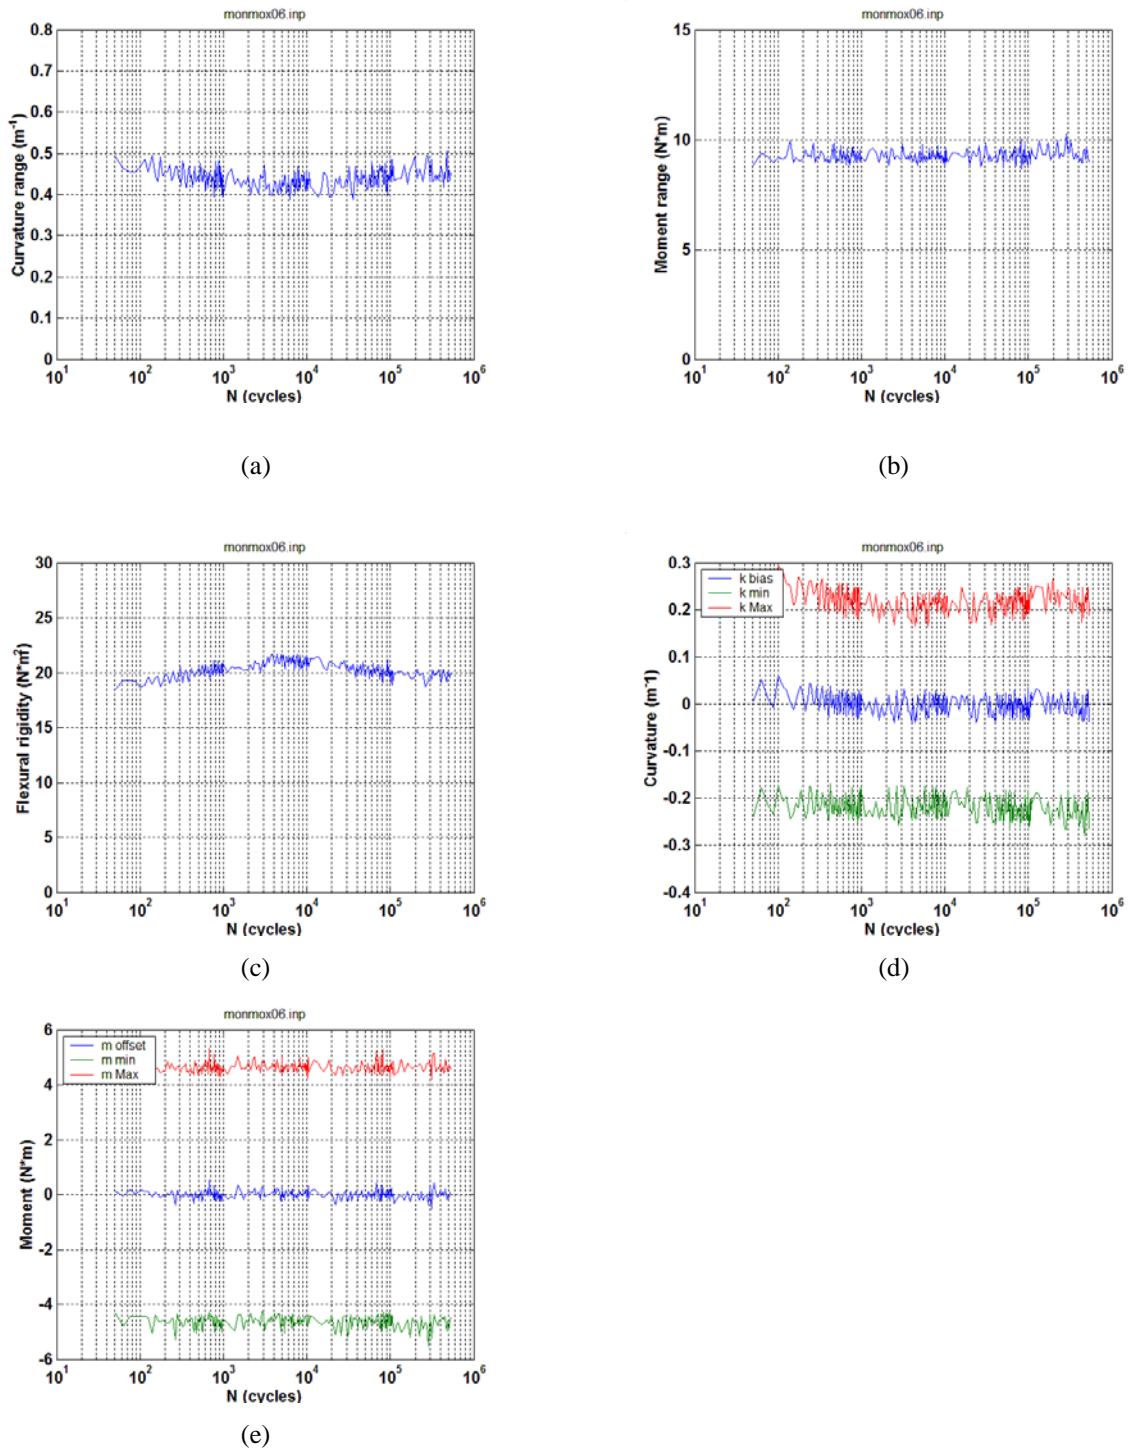 monmox06.inp
0.8
0.7
0.6
0.5
0.4
0.3
0.2
0.1
0
Curvature range (m⁻¹)
10¹ 10² 10³ 10⁴ 10⁵ 10⁶
N (cycles)
(a)
monmox06.inp
15
10
5
0
Moment range (N*m)
10¹ 10² 10³ 10⁴ 10⁵ 10⁶
N (cycles)
(b)
monmox06.inp
30
25
20
15
10
5
0
Flexural rigidity (N*m²)
10¹ 10² 10³ 10⁴ 10⁵ 10⁶
N (cycles)
(c)
monmox06.inp
k bias
k min
k Max
0.3
0.2
0.1
0
-0.1
-0.2
-0.3
-0.4
Curvature (m⁻¹)
10¹ 10² 10³ 10⁴ 10⁵ 10⁶
N (cycles)
(d)
monmox06.inp
m offset
m min
m Max
6
4
2
0
-2
-4
-6
Moment (N*m)
10¹ 10² 10³ 10⁴ 10⁵ 10⁶
N (cycles)
(e)